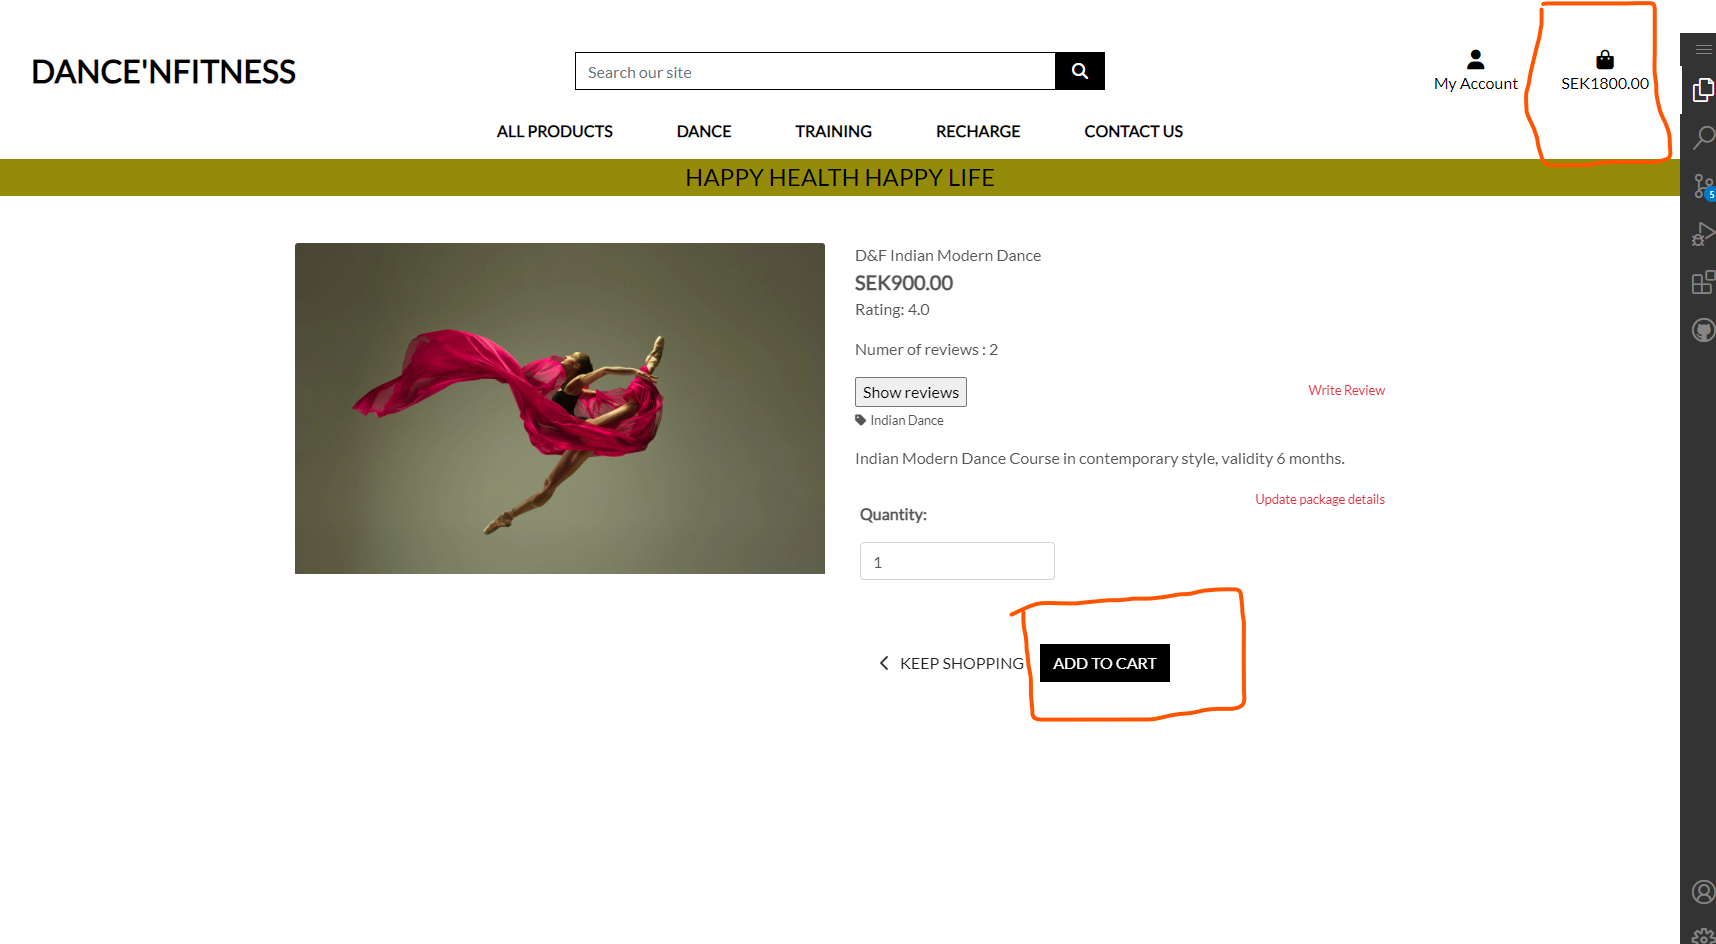 DANCE'NFITNESS
Search our site
My Account
SEK1800.00
ALL PRODUCTS DANCE TRAINING RECHARGE CONTACT US
HAPPY HEALTH HAPPY LIFE
D&F Indian Modern Dance
SEK900.00
Rating: 4.0
Numer of reviews : 2
Show reviews
Write Review
Indian Dance
Indian Modern Dance Course in contemporary style, validity 6 months.
Update package details
Quantity:
1
KEEP SHOPPING
ADD TO CART
5